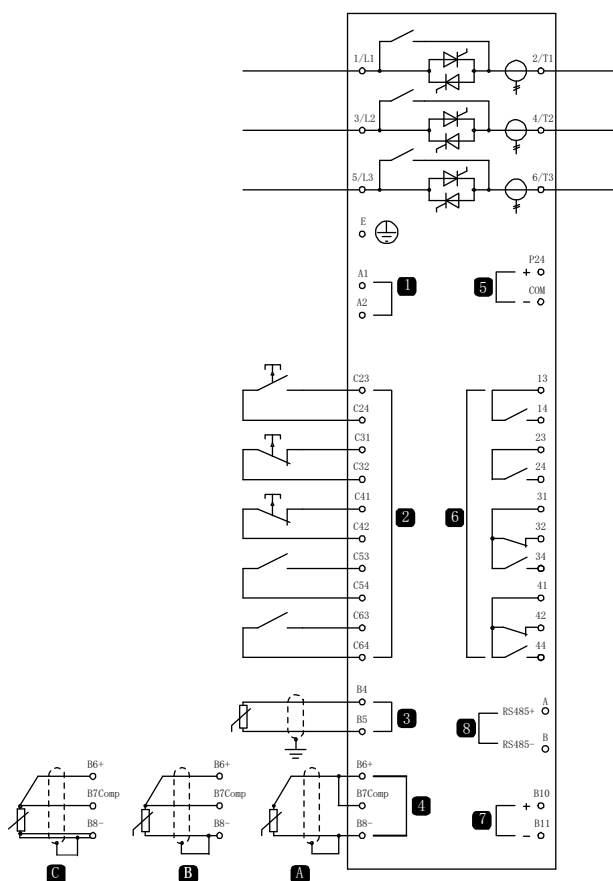 1/L1 2/T1
3/L2 4/T2
5/L3 6/T3
E
P24
A1 + 
1 5 COM
A2 -
C23 13
C24 14
C31 23
C32 24
C41 31
2 6
C42 32
C53 34
C54 41
C63 42
C64 44
B4
3
B5
A
RS485+
8
RS485- B
B6+ B6+ B6+
B7Comp B7Comp B7Comp 4
B8- B8- B8-
+ B10
7
- B11
C B A